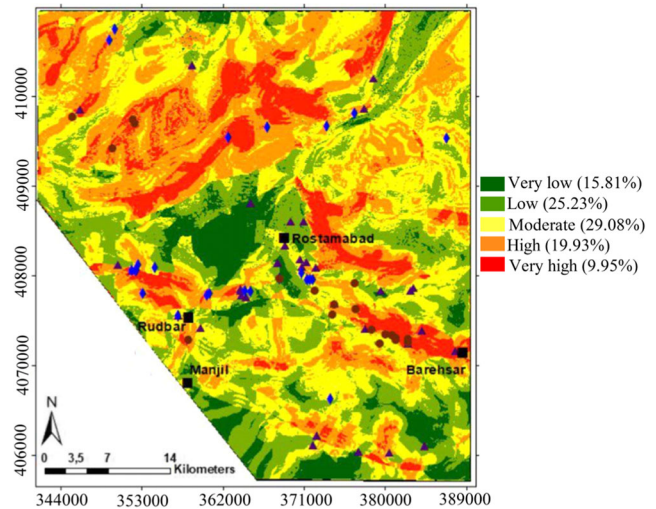 410000
409000
408000
4070000
406000
Very low (15.81%)
Low (25.23%)
Moderate (29.08%)
High (19.93%)
Very high (9.95%)
Rostamabad
Rudbar
Manjil
Barehsar
N
0 3,5 7 14
Kilometers
344000 353000 362000 371000 380000 389000